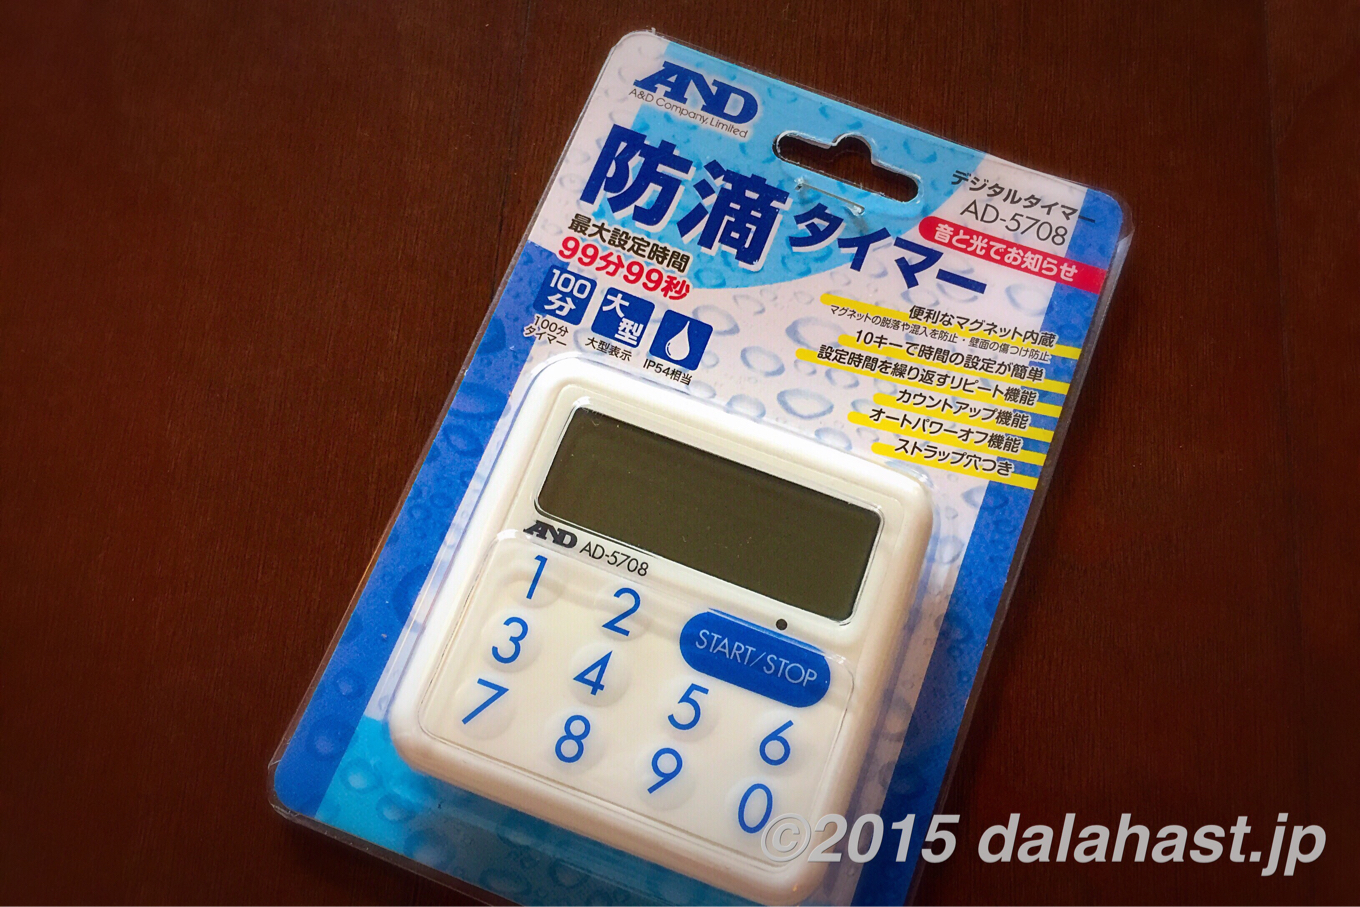 AND
A&D Company, Limited
防滴タイマー
デジタルタイマー
AD-5708
音と光でお知らせ
最大設定時間
99分99秒
100分
大型
100分
タイマー
大型表示
IP54相当
便利なマグネット内蔵
マグネットの脱落や混入を防止・壁面の傷つけ防止
10キーで時間の設定が簡単
設定時間を繰り返すリピート機能
カウントアップ機能
オートパワーオフ機能
ストラップ穴つき
AND AD-5708
1 2 START/STOP
3 4 5 6
7 8 9 0
©2015 dalahast.jp